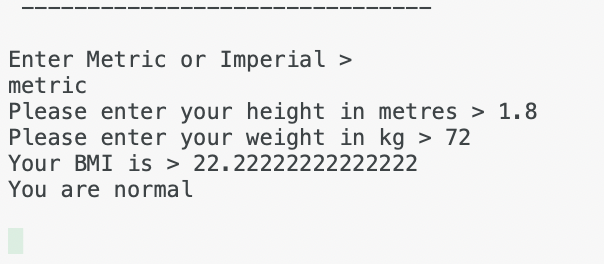 -------------------------------
Enter Metric or Imperial >
metric
Please enter your height in metres > 1.8
Please enter your weight in kg > 72
Your BMI is > 22.22222222222222
You are normal